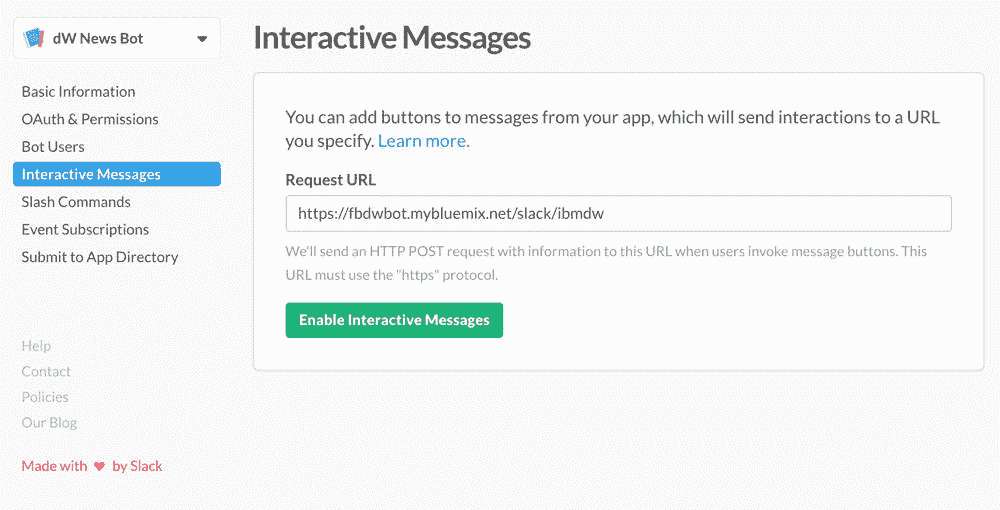 dW News Bot
Basic Information
OAuth & Permissions
Bot Users
Interactive Messages
Slash Commands
Event Subscriptions
Submit to App Directory
Help
Contact
Policies
Our Blog
Made with ♥ by Slack
Interactive Messages
You can add buttons to messages from your app, which will send interactions to a URL
you specify. Learn more.
Request URL
https://fbdwbot.mybluemix.net/slack/ibmdw
We'll send an HTTP POST request with information to this URL when users invoke message buttons. This
URL must use the "https" protocol.
Enable Interactive Messages